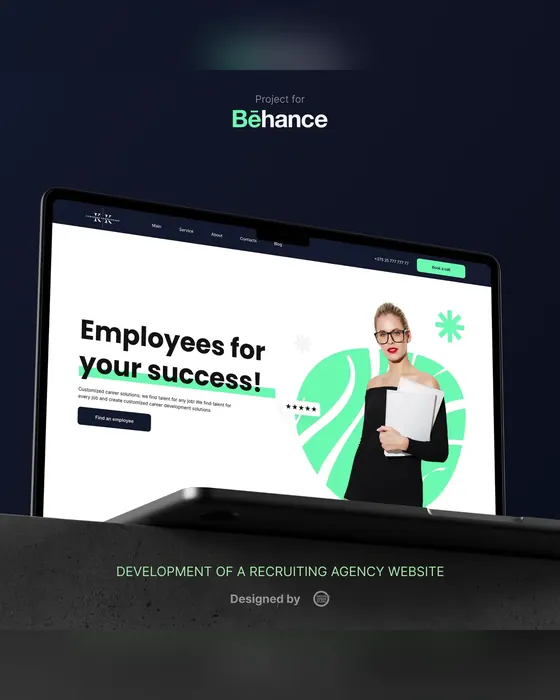 Project for
Bēhance
K K
Main Service About Contacts Blog
+375 25 777 777 77
Book a call
Employees for
your success!
Customized career solutions: we find talent for any job! We find talent for
every job and create customized career development solutions
Find an employee
DEVELOPMENT OF A RECRUITING AGENCY WEBSITE
Designed by